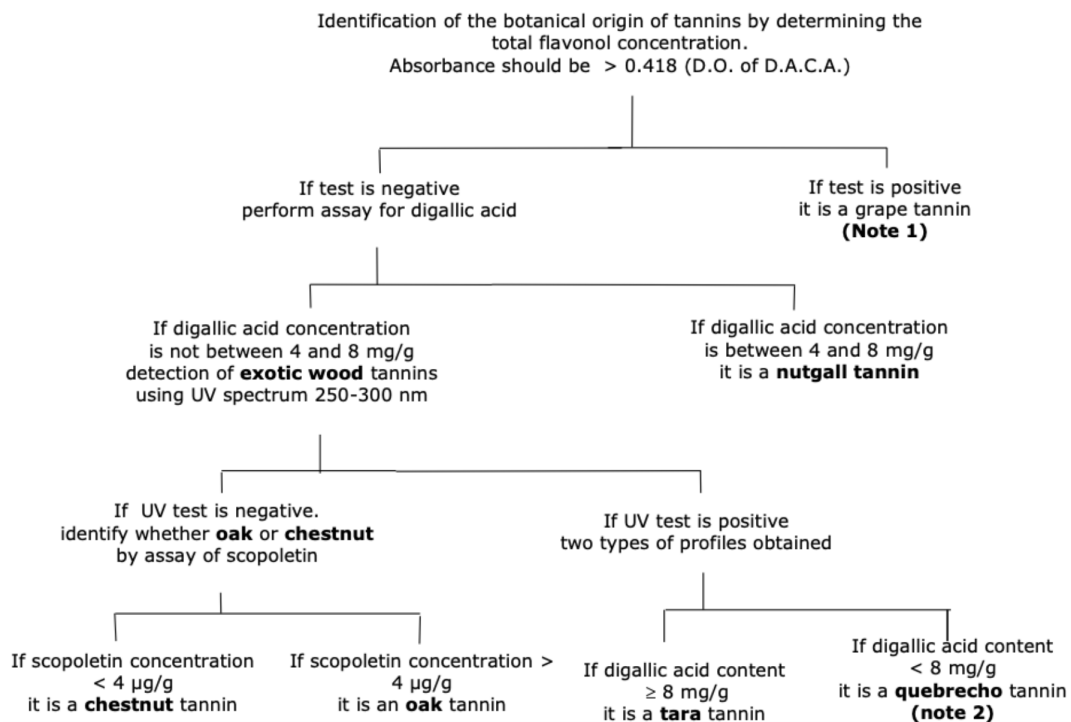 Identification of the botanical origin of tannins by determining the
total flavonol concentration.
Absorbance should be  > 0.418 (D.O. of D.A.C.A.)
If test is negative
perform assay for digallic acid
If test is positive
it is a grape tannin
(Note 1)
If digallic acid concentration
is not between 4 and 8 mg/g
detection of exotic wood tannins
using UV spectrum 250-300 nm
If digallic acid concentration
is between 4 and 8 mg/g
it is a nutgall tannin
If  UV test is negative.
identify whether oak or chestnut
by assay of scopoletin
If UV test is positive
two types of profiles obtained
If scopoletin concentration
< 4 µg/g
it is a chestnut tannin
If scopoletin concentration >
4 µg/g
it is an oak tannin
If digallic acid content
≥ 8 mg/g
it is a tara tannin
If digallic acid content
< 8 mg/g
it is a quebrecho tannin
(note 2)